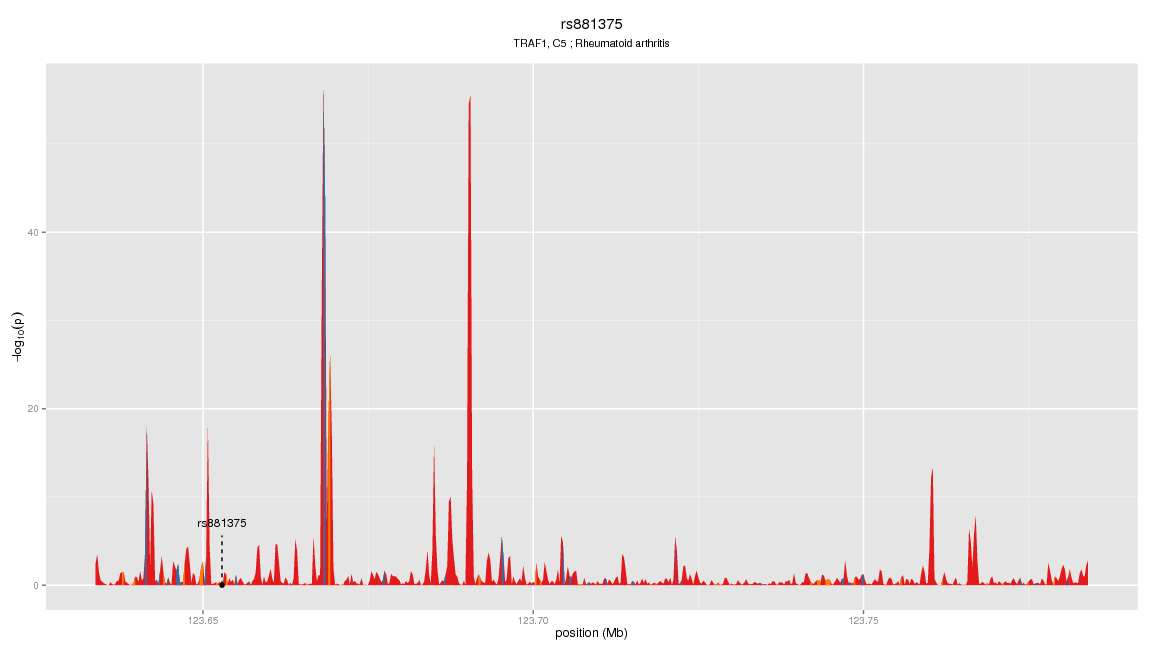 rs881375
TRAF1, C5 ; Rheumatoid arthritis
−log10(p)
40
20
0
rs881375
123.65
123.70
123.75
position (Mb)